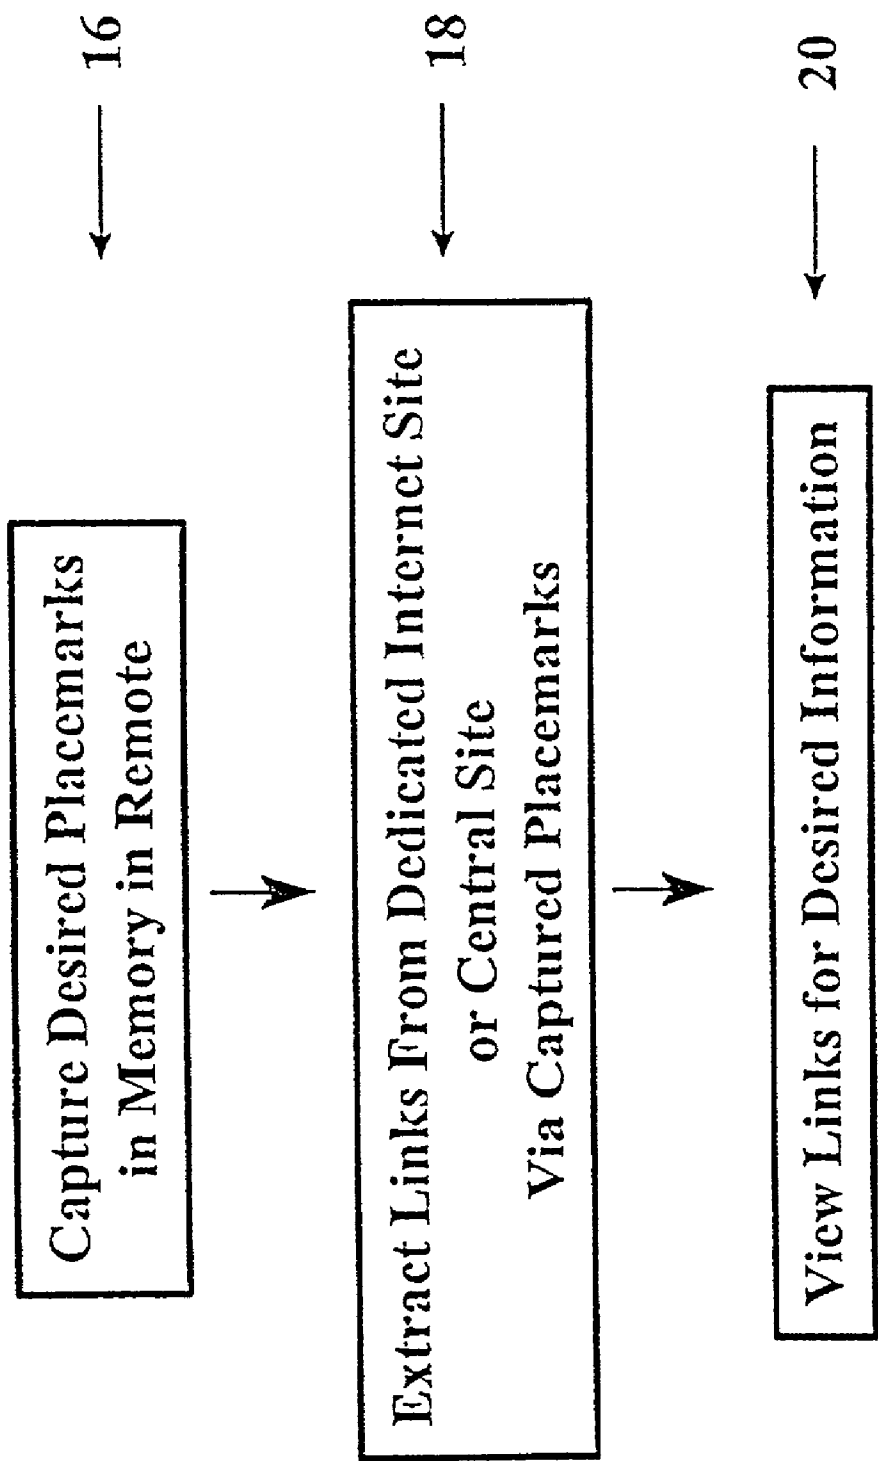 Capture Desired Placemarks
in Memory in Remote
16
Extract Links From Dedicated Internet Site
or Central Site
Via Captured Placemarks
18
View Links for Desired Information
20